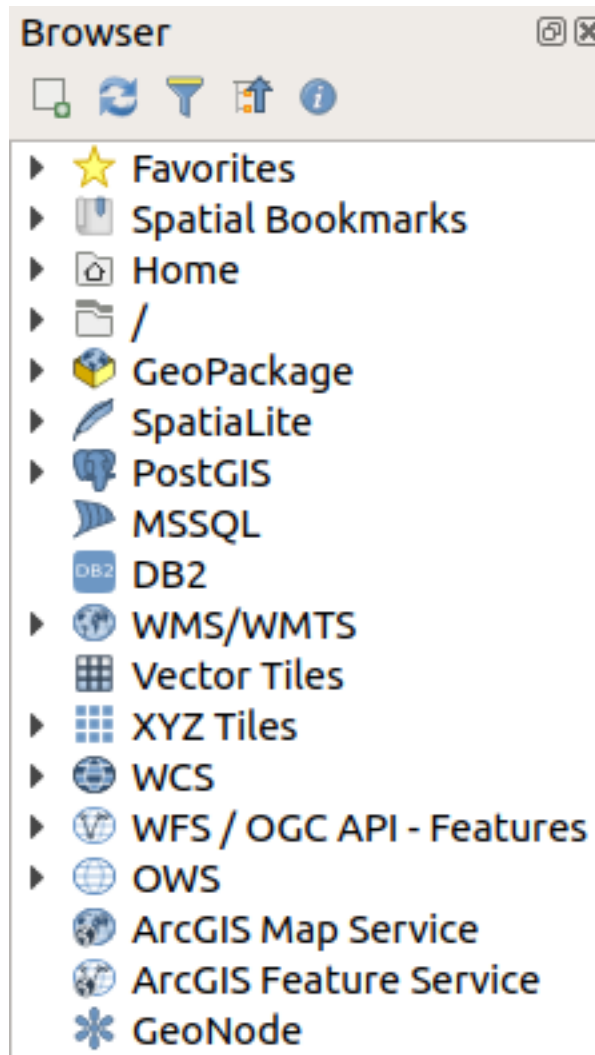 Browser
Favorites
Spatial Bookmarks
Home
/
GeoPackage
SpatiaLite
PostGIS
MSSQL
DB2 DB2
WMS/WMTS
Vector Tiles
XYZ Tiles
WCS
WFS / OGC API - Features
OWS
ArcGIS Map Service
ArcGIS Feature Service
GeoNode